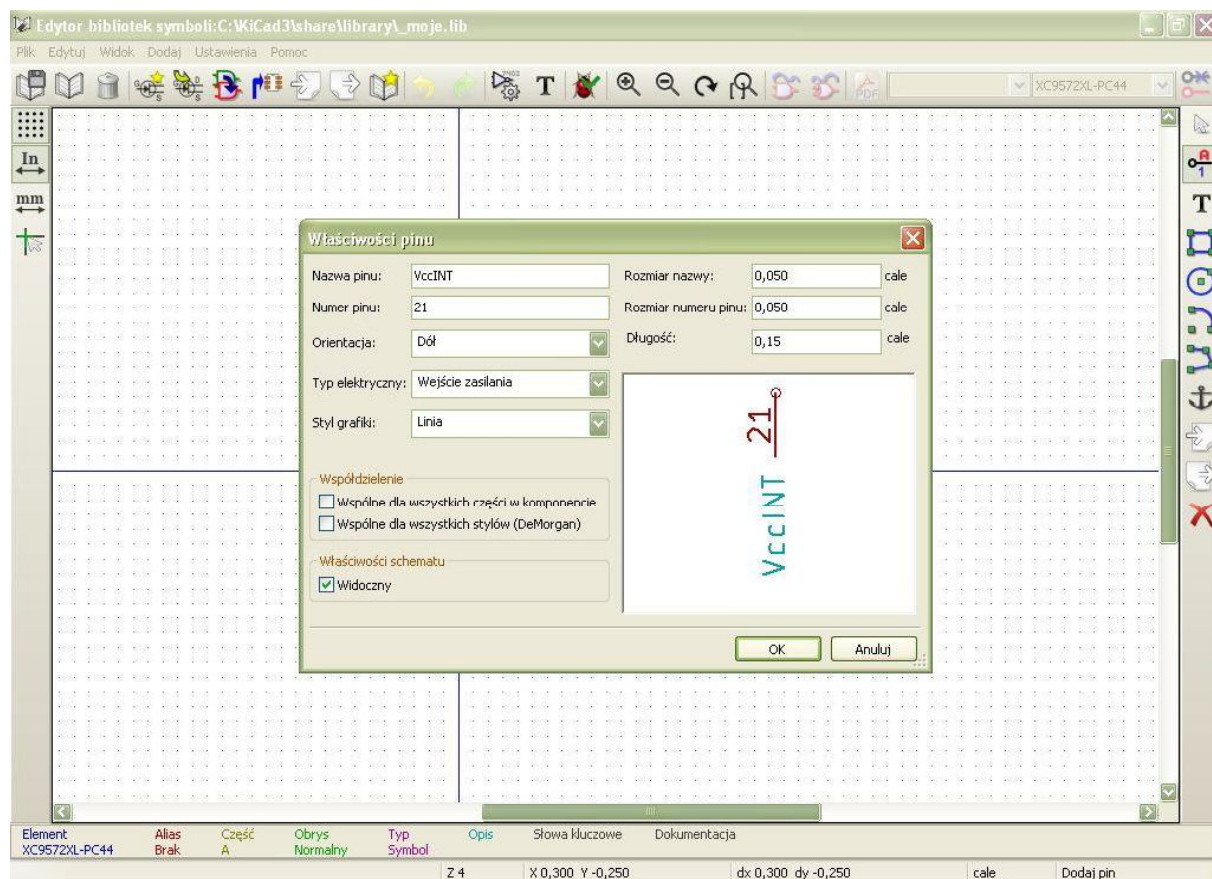 Edytor bibliotek symboli:C:\KiCad3\share\library\_moje.lib
Plik Edytuj Widok Dodaj Ustawienia Pomoc
T PDF XC9572XL-PC44
In
mm
A
1
T
Właściwości pinu
Nazwa pinu: VccINT Rozmiar nazwy: 0,050 cale
Numer pinu: 21 Rozmiar numeru pinu: 0,050 cale
Orientacja: Dół Długość: 0,15 cale
Typ elektryczny: Wejście zasilania
Styl grafiki: Linia
21
VccINT
Współdzielenie
Wspólne dla wszystkich części w komponencie
Wspólne dla wszystkich stylów (DeMorgan)
Właściwości schematu
Widoczny
OK Anuluj
Element Alias Część Obrys Typ Opis Słowa kluczowe Dokumentacja
XC9572XL-PC44 Brak A Normalny Symbol
Z 4 X 0,300 Y -0,250 dx 0,300 dy -0,250 cale Dodaj pin